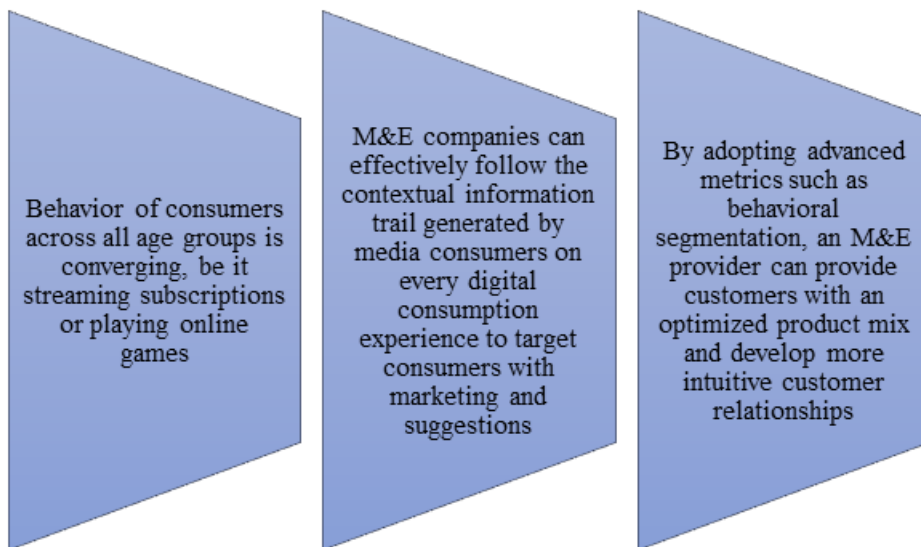 Behavior of consumers
across all age groups is
converging, be it
streaming subscriptions
or playing online
games
M&E companies can
effectively follow the
contextual information
trail generated by
media consumers on
every digital
consumption
experience to target
consumers with
marketing and
suggestions
By adopting advanced
metrics such as
behavioral
segmentation, an M&E
provider can provide
customers with an
optimized product mix
and develop more
intuitive customer
relationships